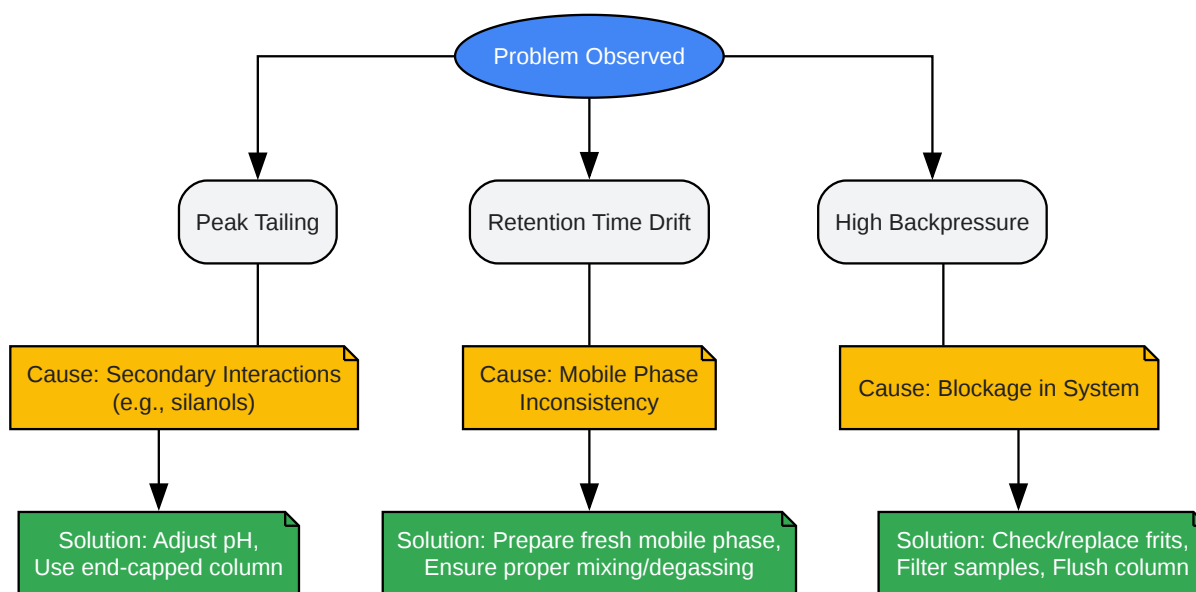 Problem Observed
Peak Tailing
Retention Time Drift
High Backpressure
Cause: Secondary Interactions
(e.g., silanols)
Cause: Mobile Phase
Inconsistency
Cause: Blockage in System
Solution: Adjust pH,
Use end-capped column
Solution: Prepare fresh mobile phase,
Ensure proper mixing/degassing
Solution: Check/replace frits,
Filter samples, Flush column